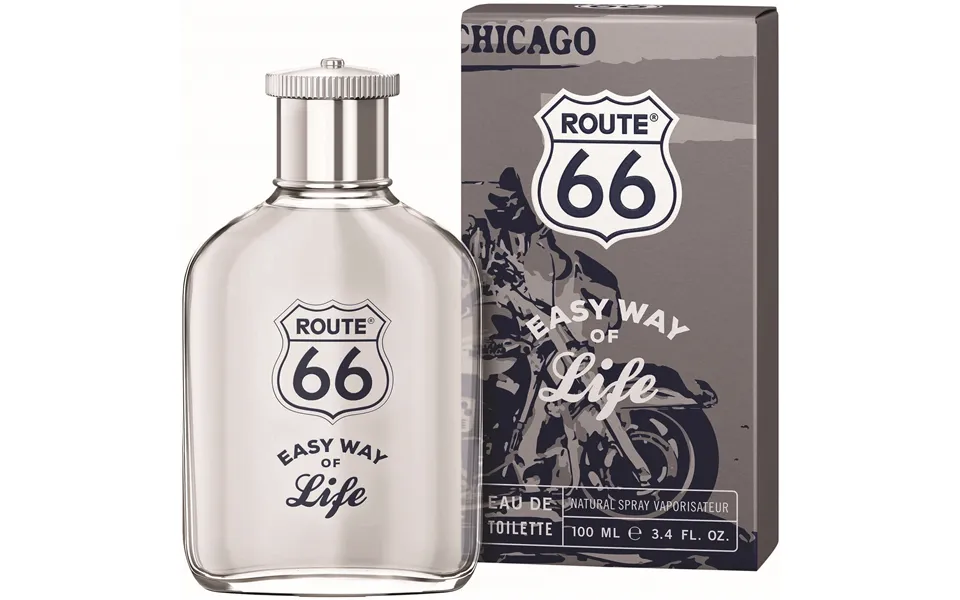 ROUTE®
66
EASY WAY
OF
Life
CHICAGO
ROUTE®
66
EASY WAY
OF
Life
EAU DE
TOILETTE
NATURAL SPRAY VAPORISATEUR
100 ML ℮ 3.4 FL. OZ.